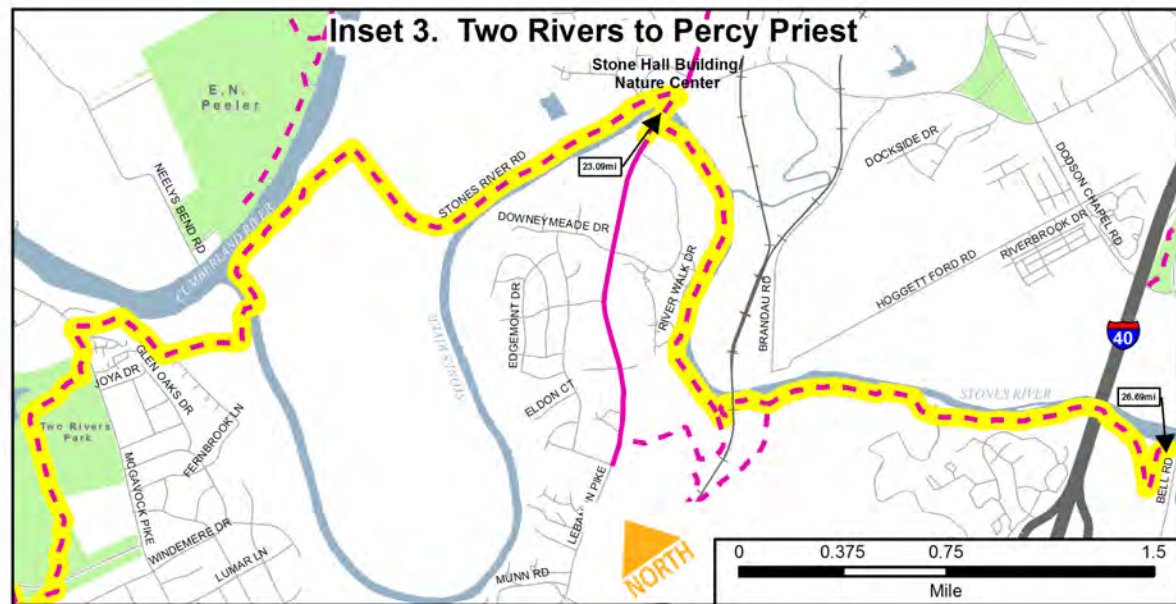 Inset 3. Two Rivers to Percy Priest
Stone Hall Building/
Nature Center
E.N.
Peeler
NEELYS BEND RD
CUMBERLAND RIVER
STONES RIVER RD
23.09mi
DOCKSIDE DR
DODSON CHAPEL RD
DOWNEYMEADE DR
RIVERBROOK DR
HOGGETT FORD RD
RIVER WALK DR
BRANDAU RD
EDGEMONT DR
STONES RIVER
ELDON CT
40
STONES RIVER
26.69mi
BELL RD
JOYA DR
GLEN OAKS DR
FERNBROOK LN
Two Rivers
Park
MCGAVOCK PIKE
WINDEMERE DR
LUMAR LN
MUNN RD
NORTH
0 0.375 0.75 1.5
Mile